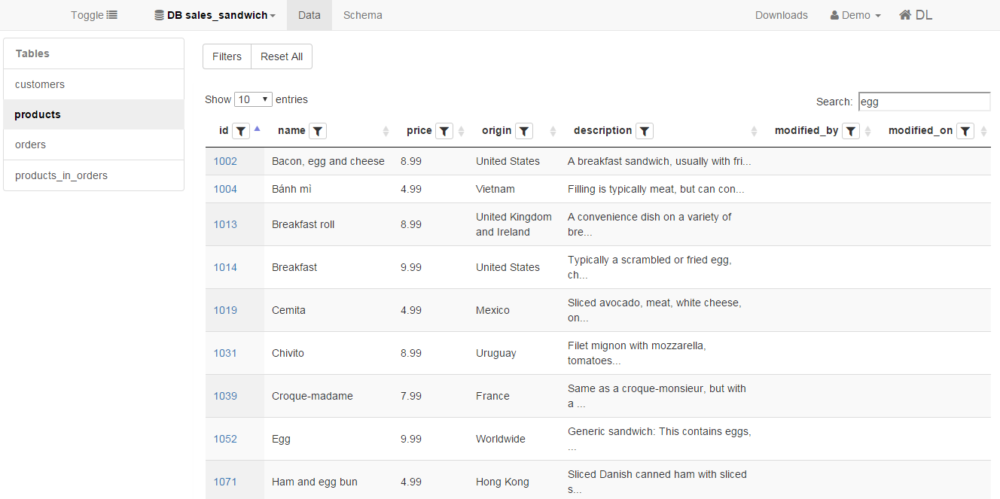 Toggle DB sales_sandwich Data Schema Downloads Demo DL
Tables
customers
products
orders
products_in_orders
Filters Reset All
Show 10 entries
Search: egg
id name price origin description modified_by modified_on
1002 Bacon, egg and cheese 8.99 United States A breakfast sandwich, usually with fri...
1004 Bánh mì 4.99 Vietnam Filling is typically meat, but can con...
1013 Breakfast roll 8.99 United Kingdom A convenience dish on a variety of
and Ireland bre...
1014 Breakfast 9.99 United States Typically a scrambled or fried egg,
ch...
1019 Cemita 4.99 Mexico Sliced avocado, meat, white cheese,
on...
1031 Chivito 8.99 Uruguay Filet mignon with mozzarella,
tomatoes...
1039 Croque-madame 7.99 France Same as a croque-monsieur, but with
a ...
1052 Egg 9.99 Worldwide Generic sandwich: This contains eggs,
...
1071 Ham and egg bun 4.99 Hong Kong Sliced Danish canned ham with sliced
s...